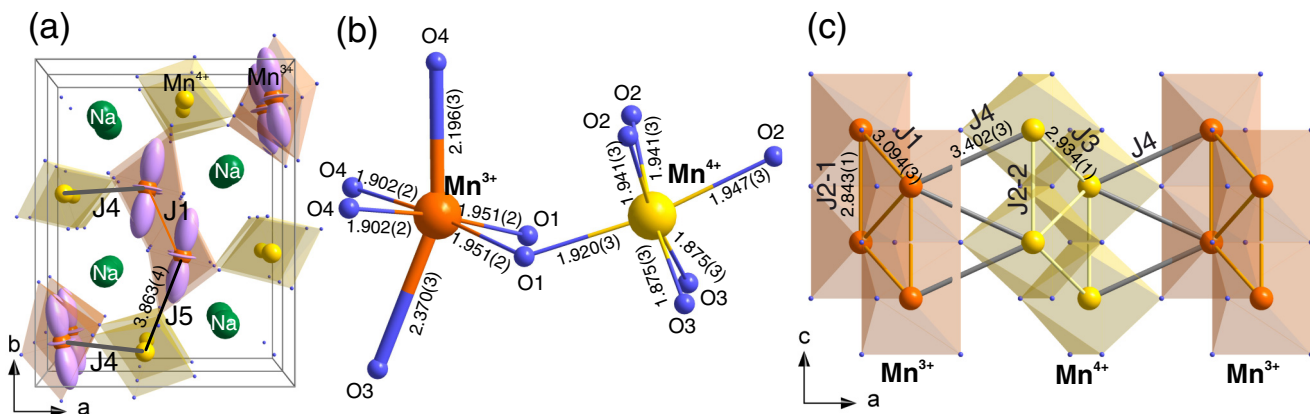 (a)
Mn⁴⁺
Mn³⁺
Na
Na
Na
Na
J4
J1
3.863(4)
J5
J4
b
a
(b)
O4
2.196(3)
O4
O4
1.902(2)
1.902(2)
Mn³⁺
1.951(2)
1.951(2)
O1
O1
2.370(3)
O3
O2
O2
1.941(3)
1.941(3)
O2
Mn⁴⁺
1.947(3)
1.920(3)
1.875(3)
1.875(3)
O3
O3
(c)
J1
3.094(3)
J4
3.402(3)
J3
2.934(1)
J4
J2-1
2.843(1)
J2-2
Mn³⁺
Mn⁴⁺
Mn³⁺
c
a